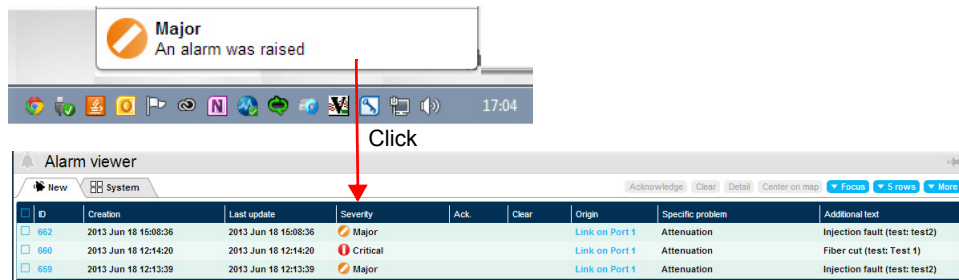 Major
An alarm was raised
17:04
Click
Alarm viewer
New System Acknowledge Clear Detail Center on map Focus 5 rows More
ID Creation Last update Severity Ack. Clear Origin Specific problem Additional text
662 2013 Jun 18 15:08:36 2013 Jun 18 15:08:36 Major Link on Port 1 Attenuation Injection fault (test: test2)
660 2013 Jun 18 12:14:20 2013 Jun 18 12:14:20 Critical Link on Port 1 Attenuation Fiber cut (test: Test 1)
659 2013 Jun 18 12:13:39 2013 Jun 18 12:13:39 Major Link on Port 1 Attenuation Injection fault (test: test2)